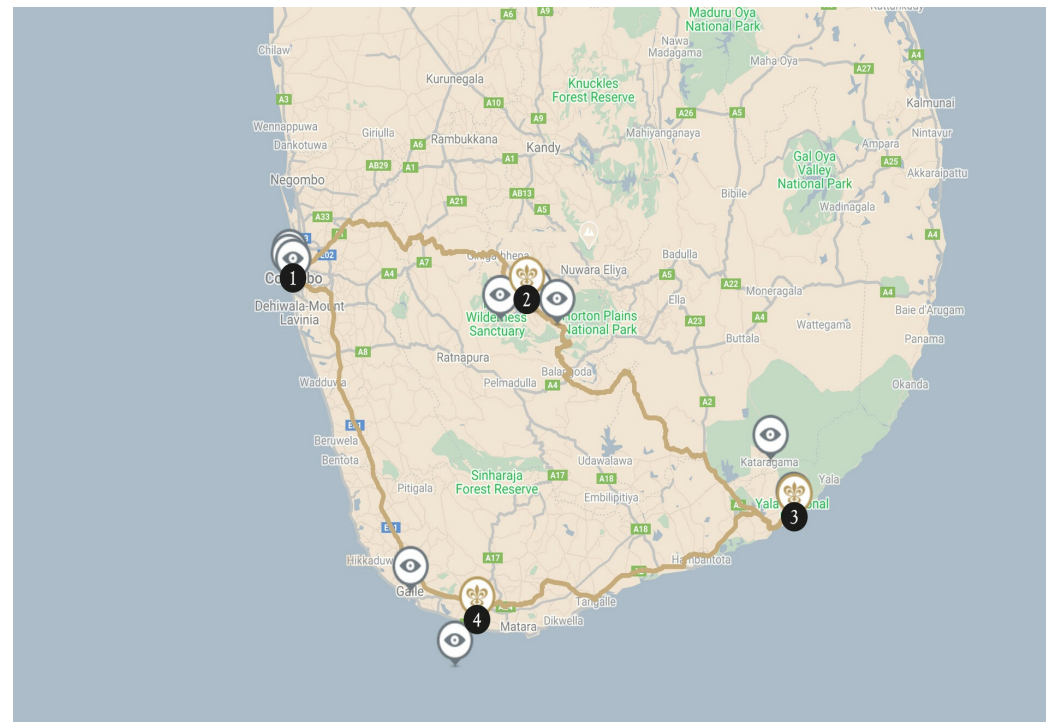 Maduru Oya
National Park
A6
A9
A4
Chilaw
Nawa
Madagama
Maha Oya
A27
Kurunegala
Knuckles
Forest Reserve
A3
A10
Kalmunai
A9
A26
A5
Wennappuwa
Giriulla
Rambukkana
Mahiyanganaya
Nintavur
Dankotuwa
A6
Kandy
Ampara
AB29
A1
A1
Gal Oya
Valley
National Park
A25
Akkaraipattu
Negombo
AB13
Bibile
A21
Wadinagala
A33
A5
A4
Badulla
A7
Nuwara Eliya
A4
A5
1
A22
Moneragala
A4
Dehiwala-Mount
Lavinia
2
Ella
Baie d'Arugam
Wilderness
Sanctuary
Horton Plains
National Park
A23
A4
Wattegama
Buttala
Panama
A8
Ratnapura
Balangoda
Wadduwa
Pelmadulla
A4
Okanda
A2
Beruwela
Bentota
Udawalawa
Kataragama
Sinharaja
Forest Reserve
A17
A18
Yala
Pitigala
Embilipitiya
3
A18
Hambantota
A17
Galle
Tangalle
4
Matara
Dikwella